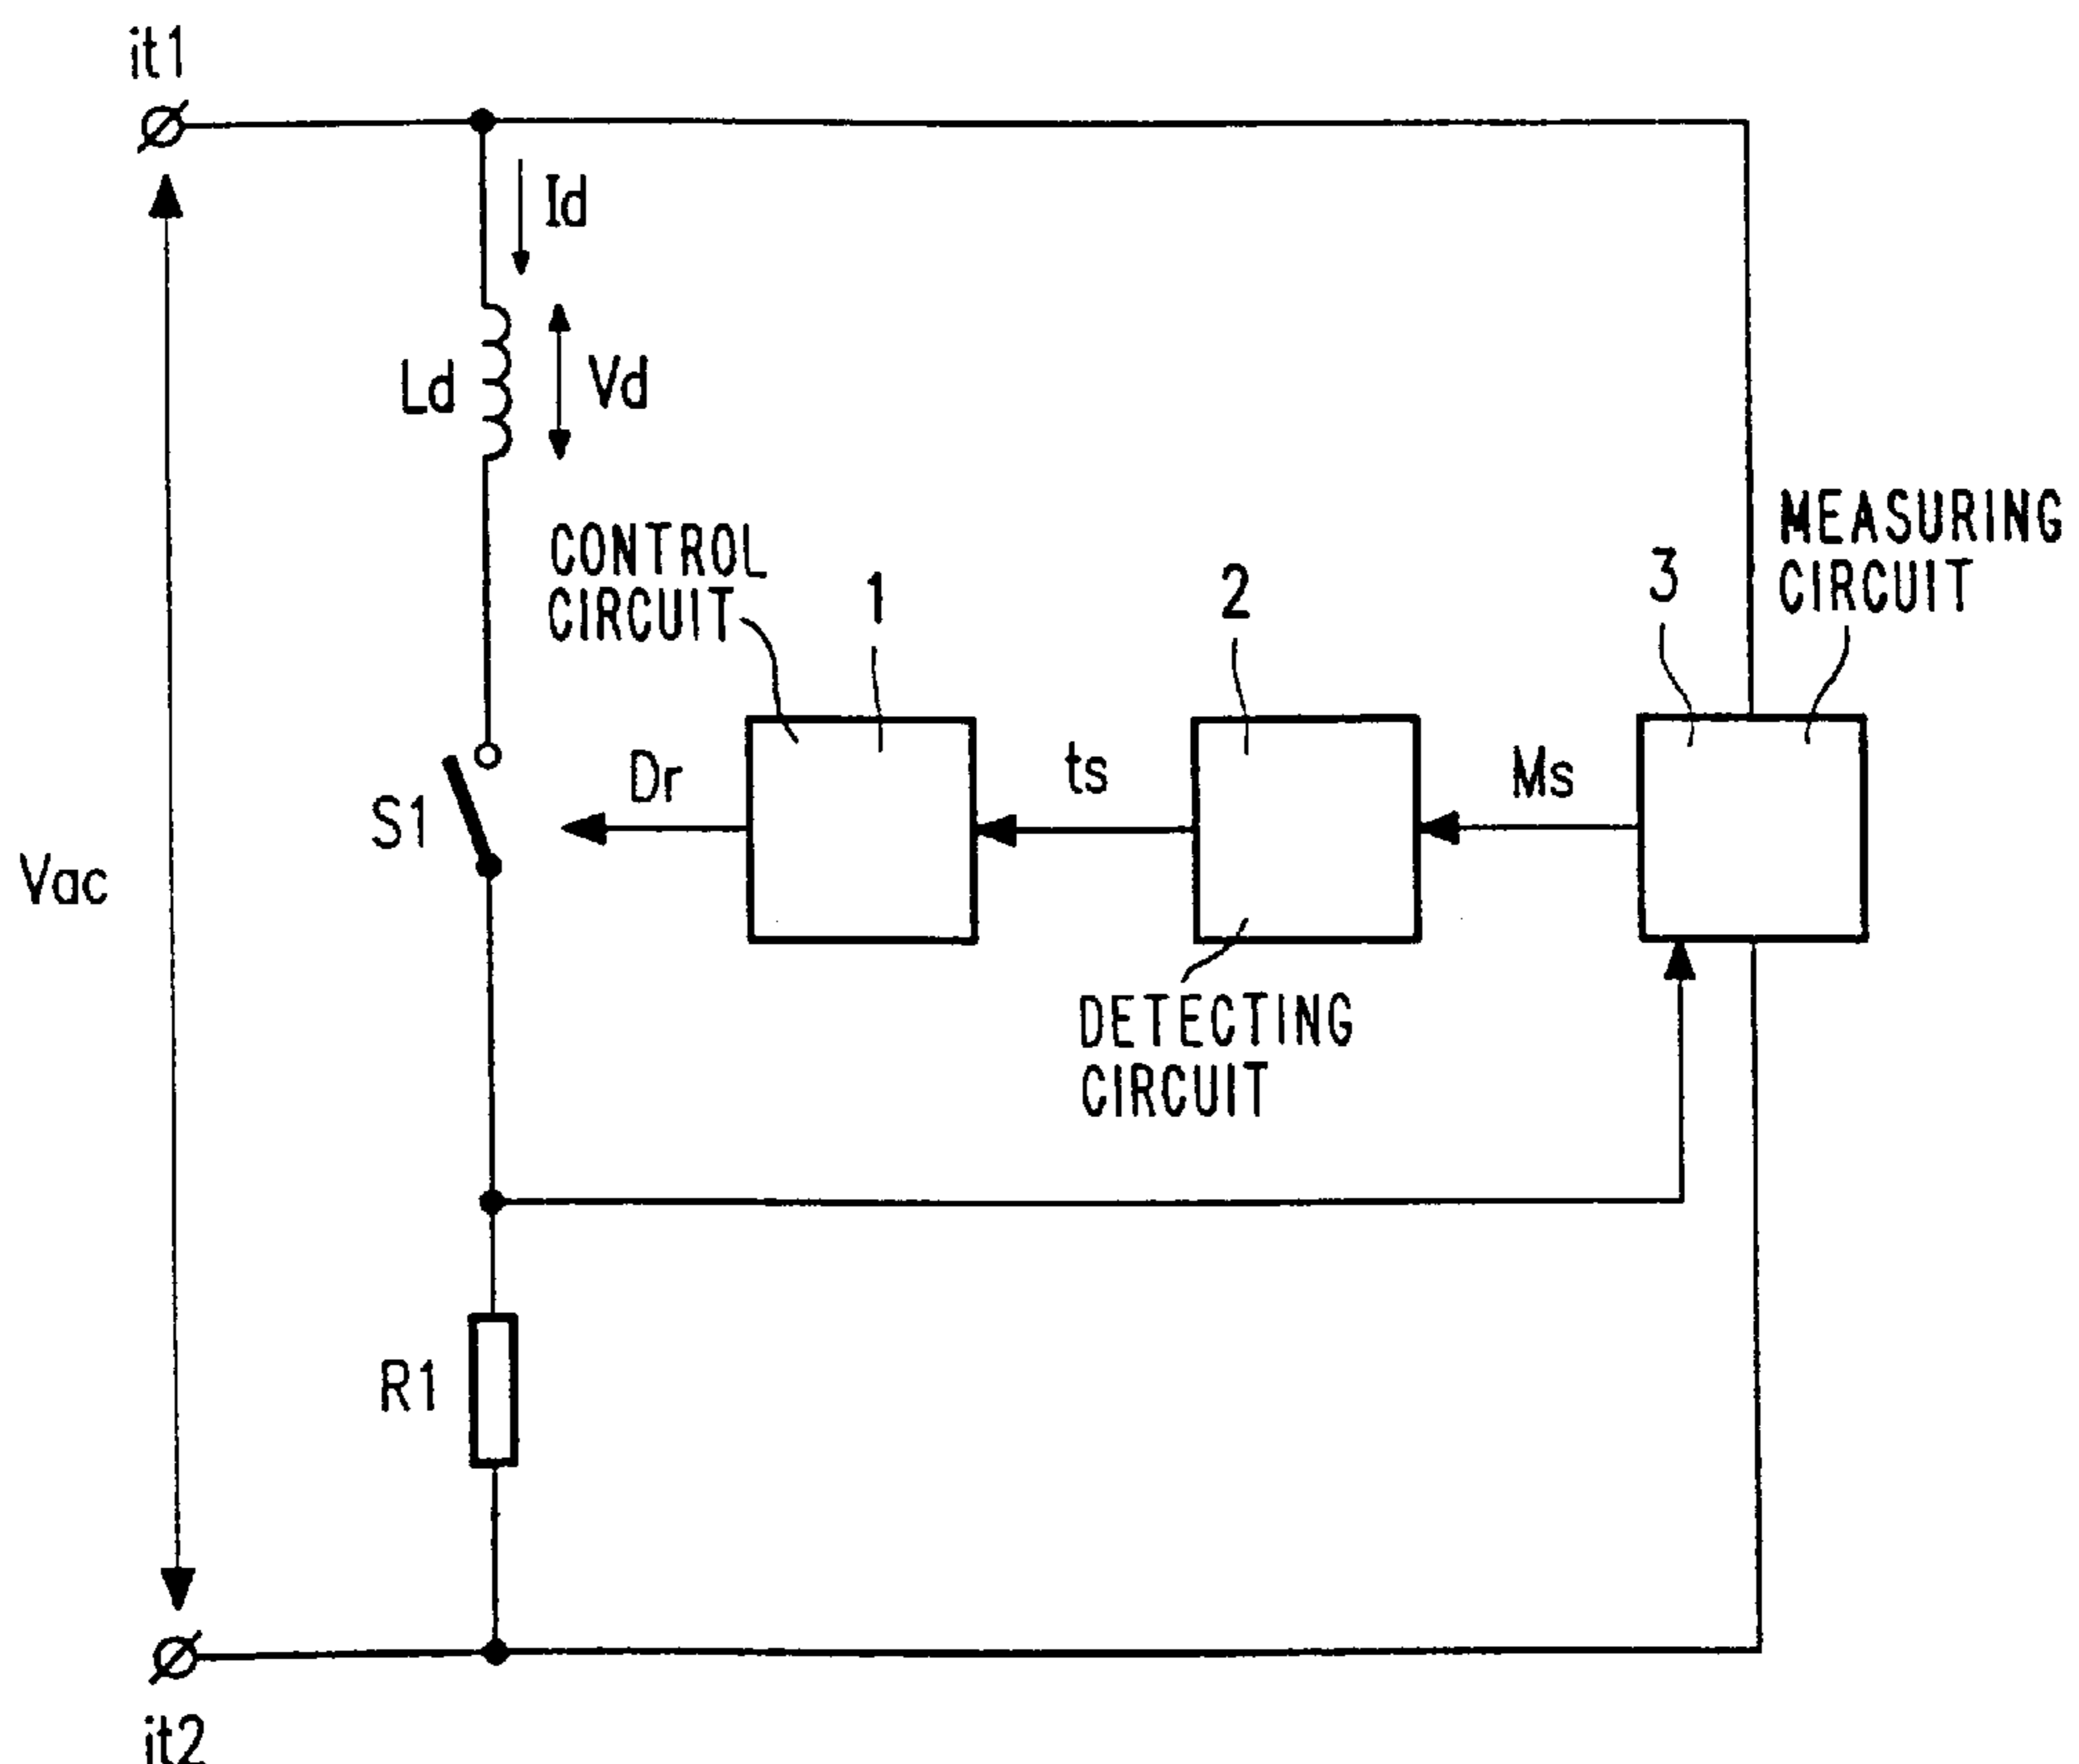 it1
Id
Ld
Vd
CONTROL
CIRCUIT
1
2
3
MEASURING
CIRCUIT
S1
Dr
ts
Ms
Vac
DETECTING
CIRCUIT
R1
it2